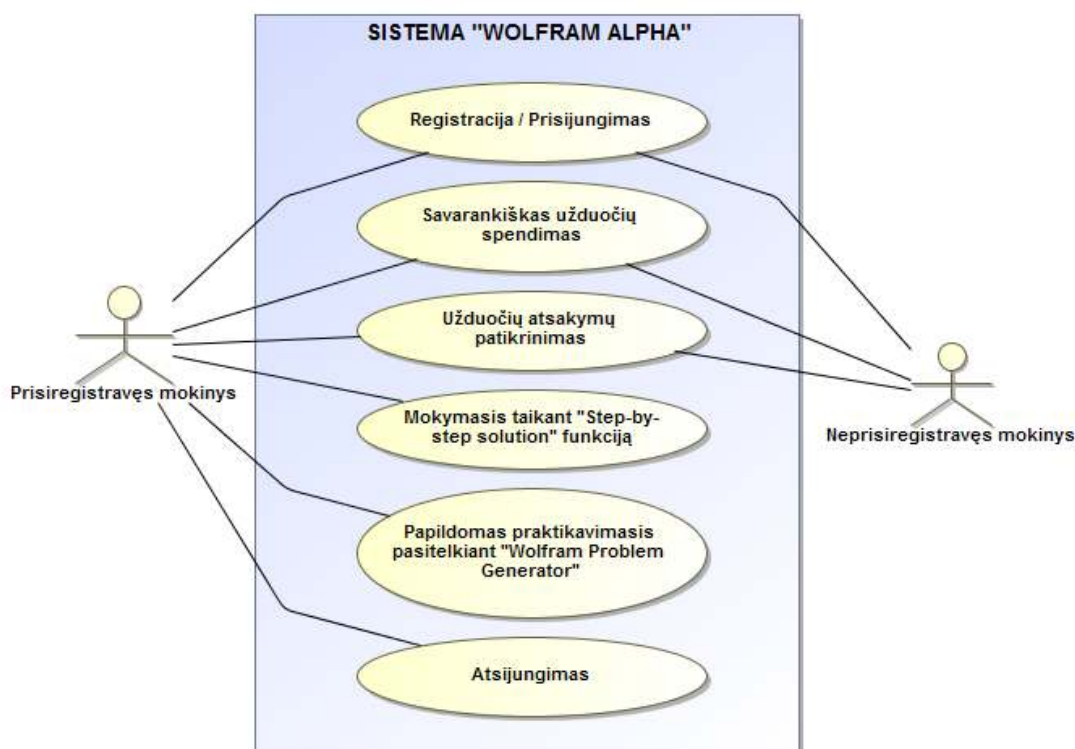 SISTEMA "WOLFRAM ALPHA"
Registracija / Prisijungimas
Savarankiškas užduočių
spendimas
Užduočių atsakymų
patikrinimas
Mokymasis taikant "Step-by-
step solution" funkciją
Papildomas praktikavimasis
pasitelkiant "Wolfram Problem
Generator"
Atsijungimas
Prisiregistravęs mokinys
Neprisiregistravęs mokinys